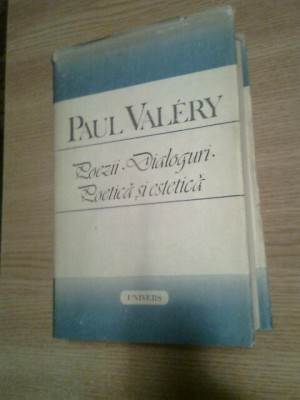 PAUL VALÉRY
Poezii · Dialoguri ·
Poetică și estetică
UNIVERS